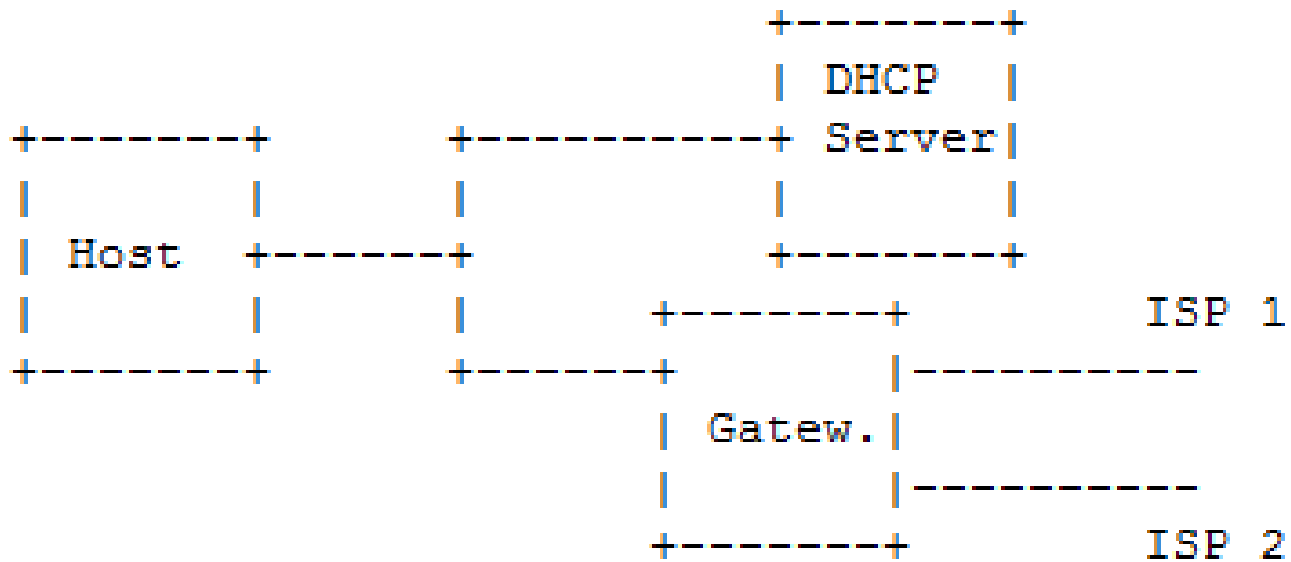 DHCP
Server
Host
ISP 1
Gatew.
ISP 2